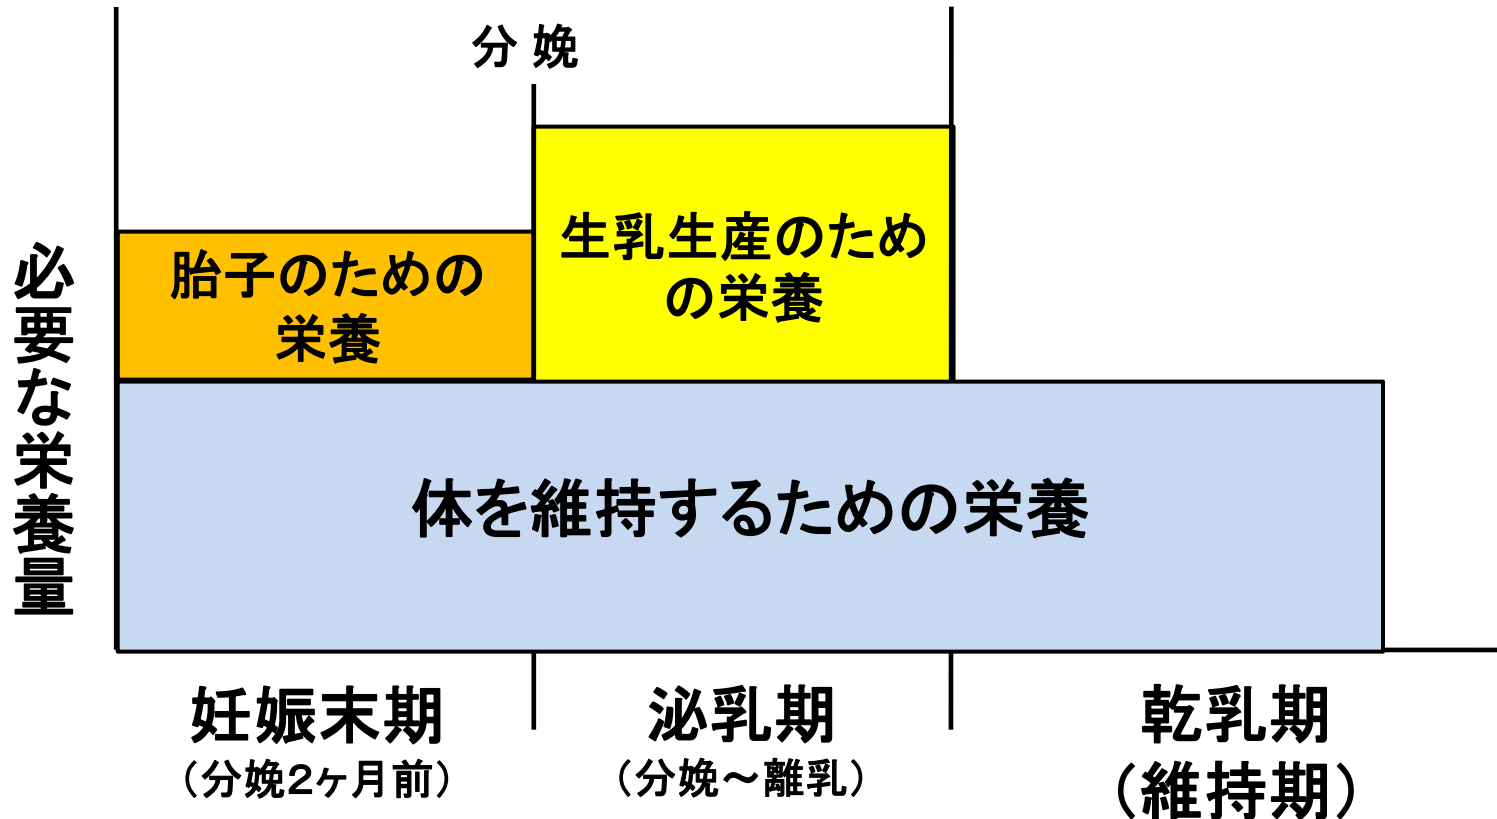 分娩
生乳生産のため
の栄養
胎子のための
栄養
必要な栄養量
体を維持するための栄養
妊娠末期
（分娩２ヶ月前）
泌乳期
（分娩～離乳）
乾乳期
（維持期）